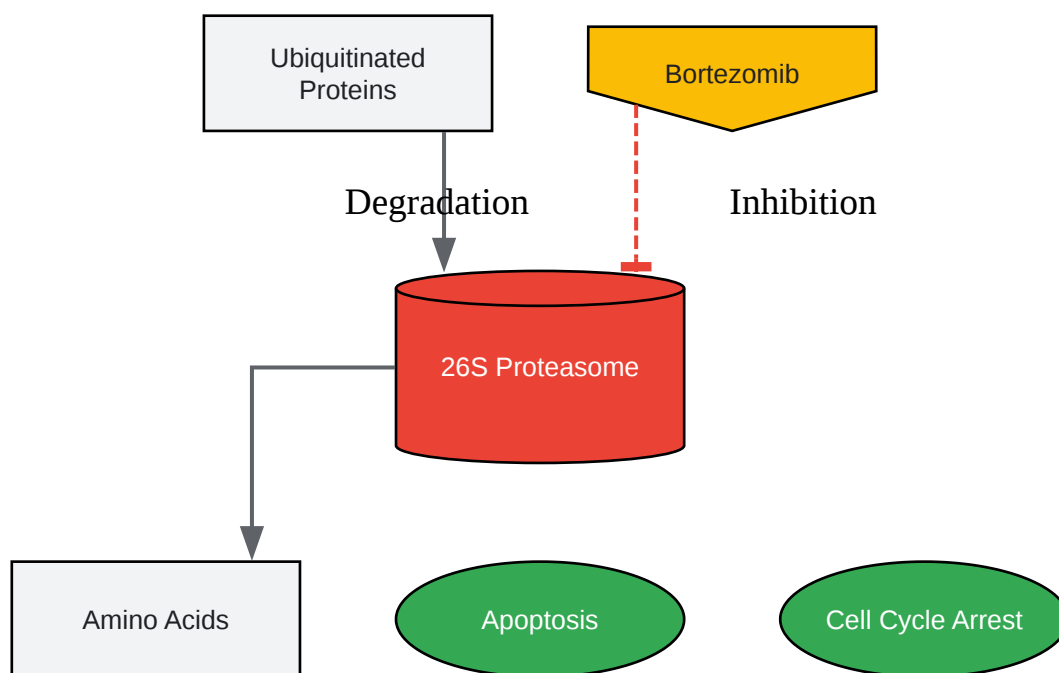 Ubiquitinated
Proteins
Bortezomib
Degradation
Inhibition
26S Proteasome
Amino Acids
Apoptosis
Cell Cycle Arrest